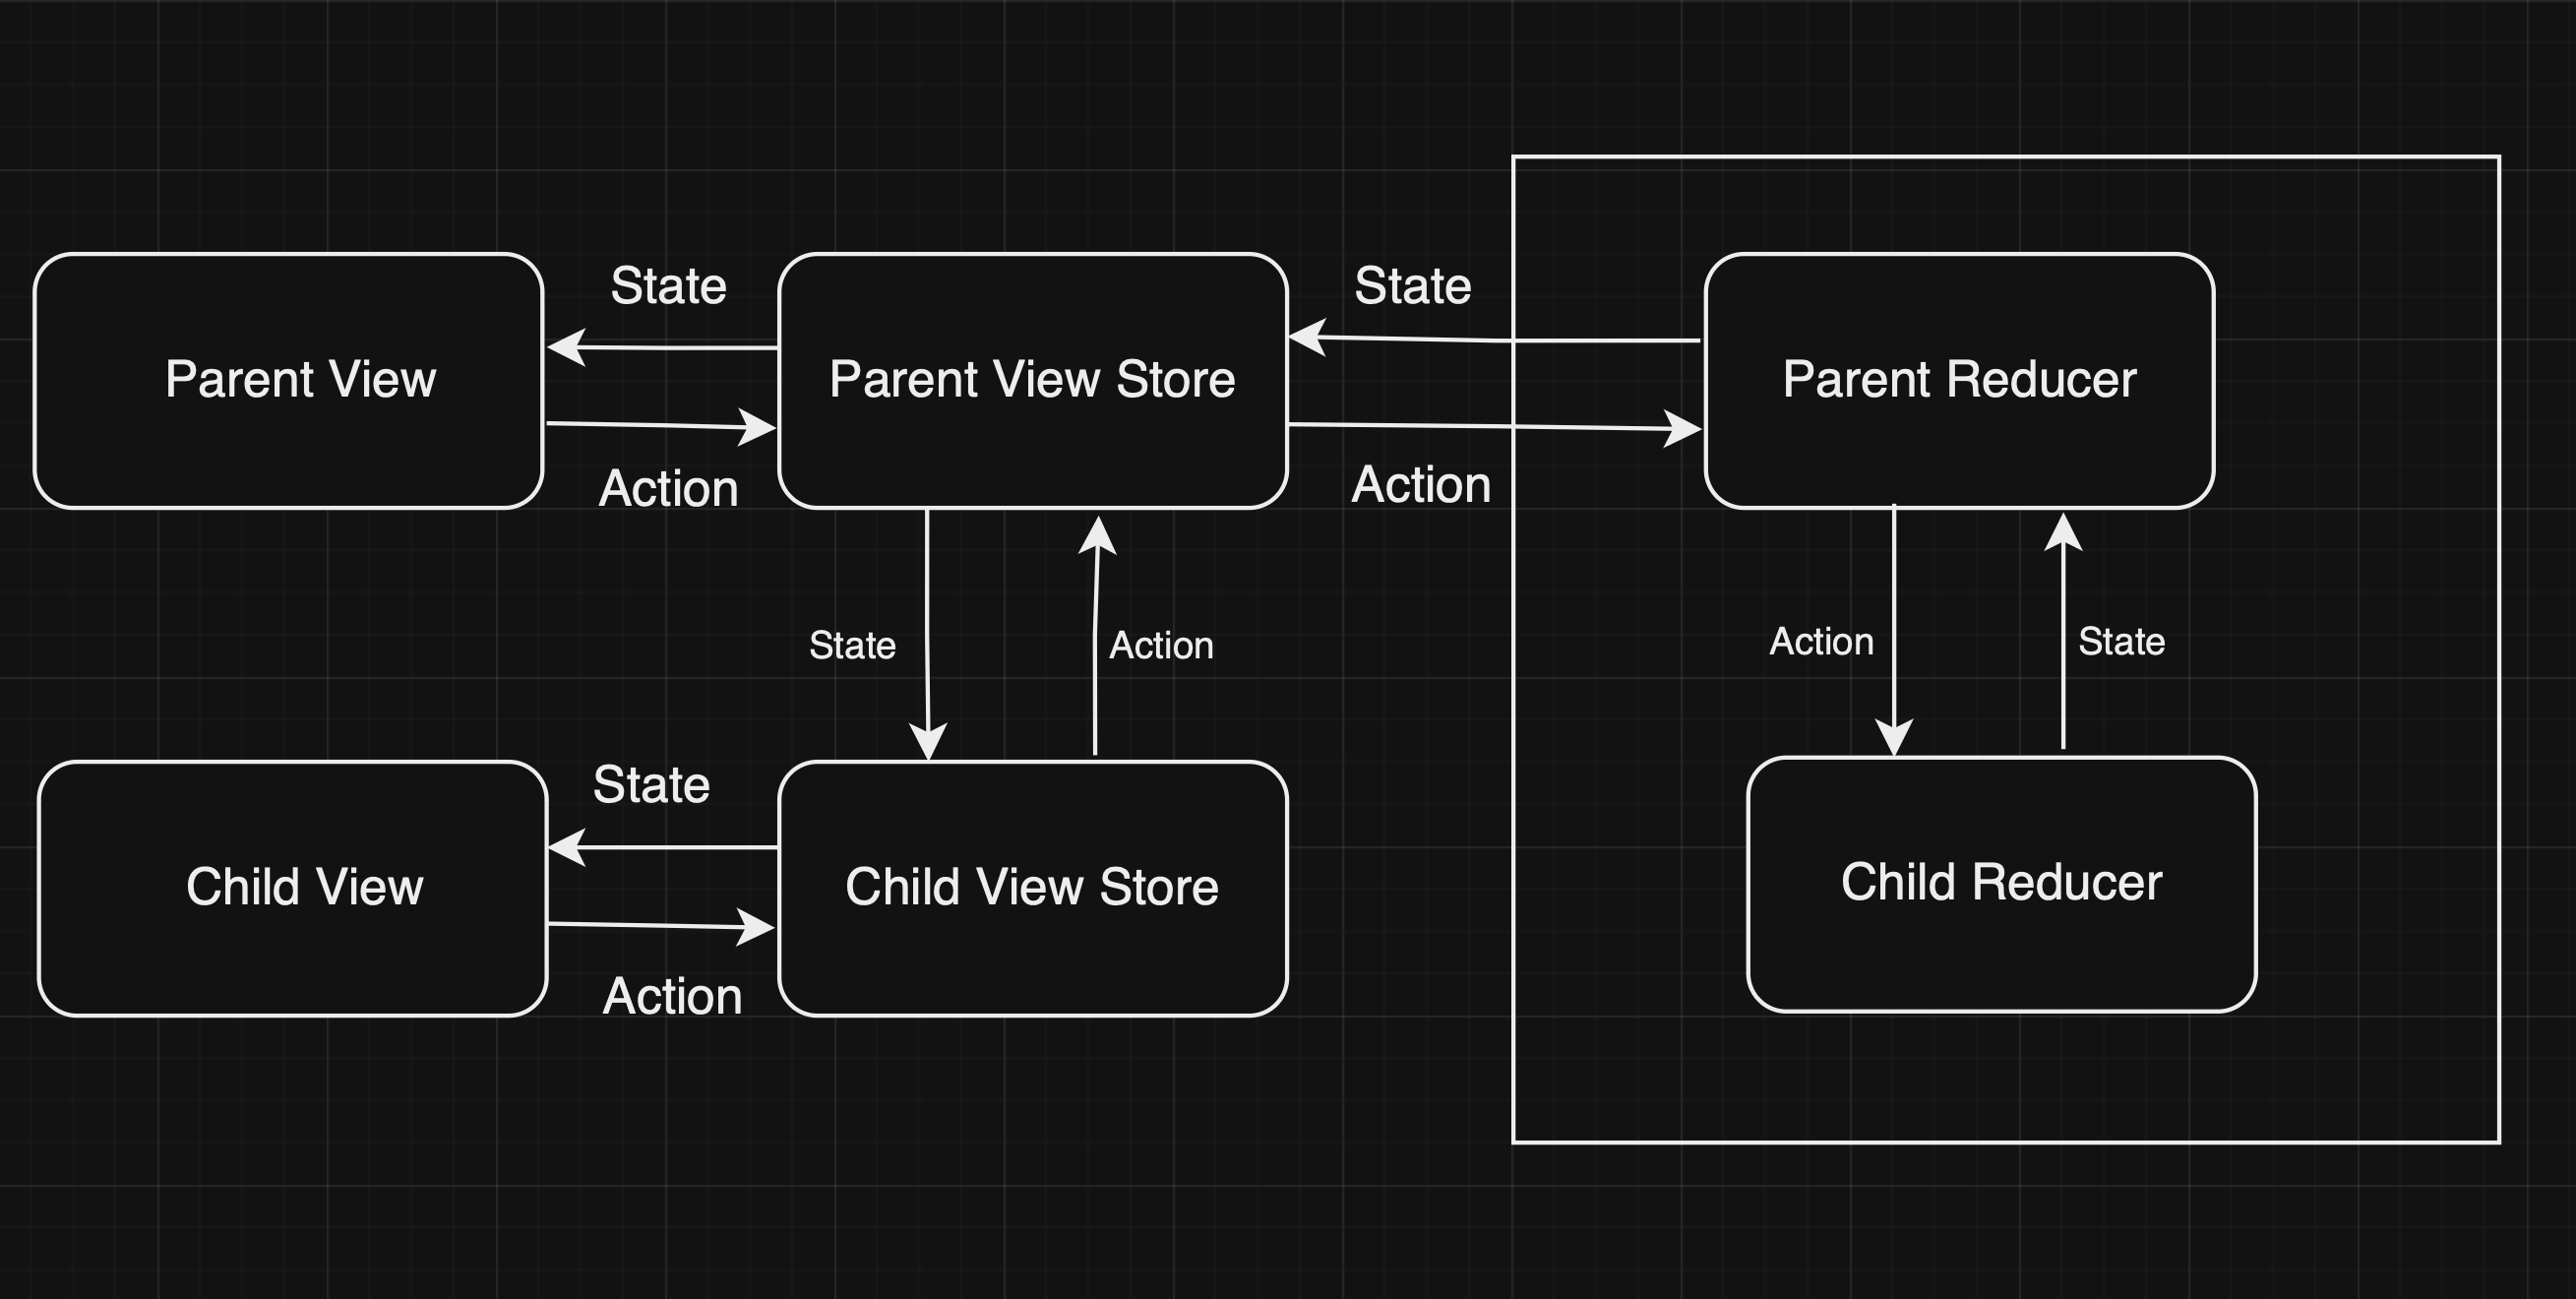 State
State
Parent View
Parent View Store
Parent Reducer
Action
Action
State
Action
Action
State
State
Child View
Child View Store
Child Reducer
Action